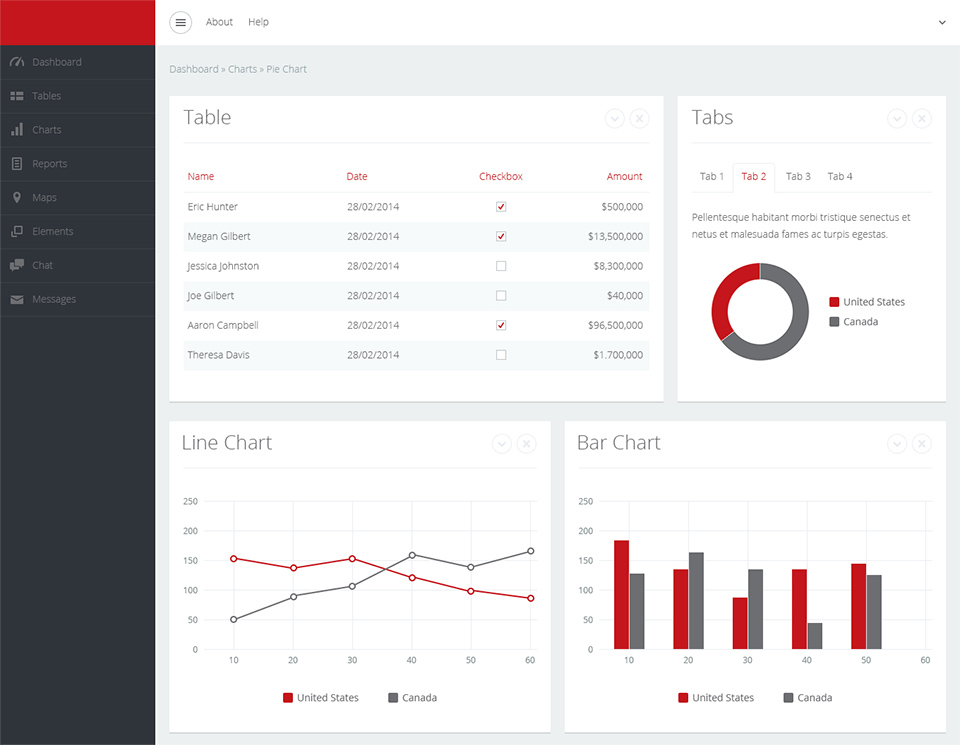 About Help
Dashboard
Tables
Charts
Reports
Maps
Elements
Chat
Messages
Dashboard » Charts » Pie Chart
Table
Name Date Checkbox Amount
Eric Hunter 28/02/2014 $500,000
Megan Gilbert 28/02/2014 $13,500,000
Jessica Johnston 28/02/2014 $8,300,000
Joe Gilbert 28/02/2014 $40,000
Aaron Campbell 28/02/2014 $96,500,000
Theresa Davis 28/02/2014 $1.700,000
Tabs
Tab 1 Tab 2 Tab 3 Tab 4
Pellentesque habitant morbi tristique senectus et
netus et malesuada fames ac turpis egestas.
United States
Canada
Line Chart
250
200
150
100
50
0
10 20 30 40 50 60
United States Canada
Bar Chart
250
200
150
100
50
0
10 20 30 40 50 60
United States Canada